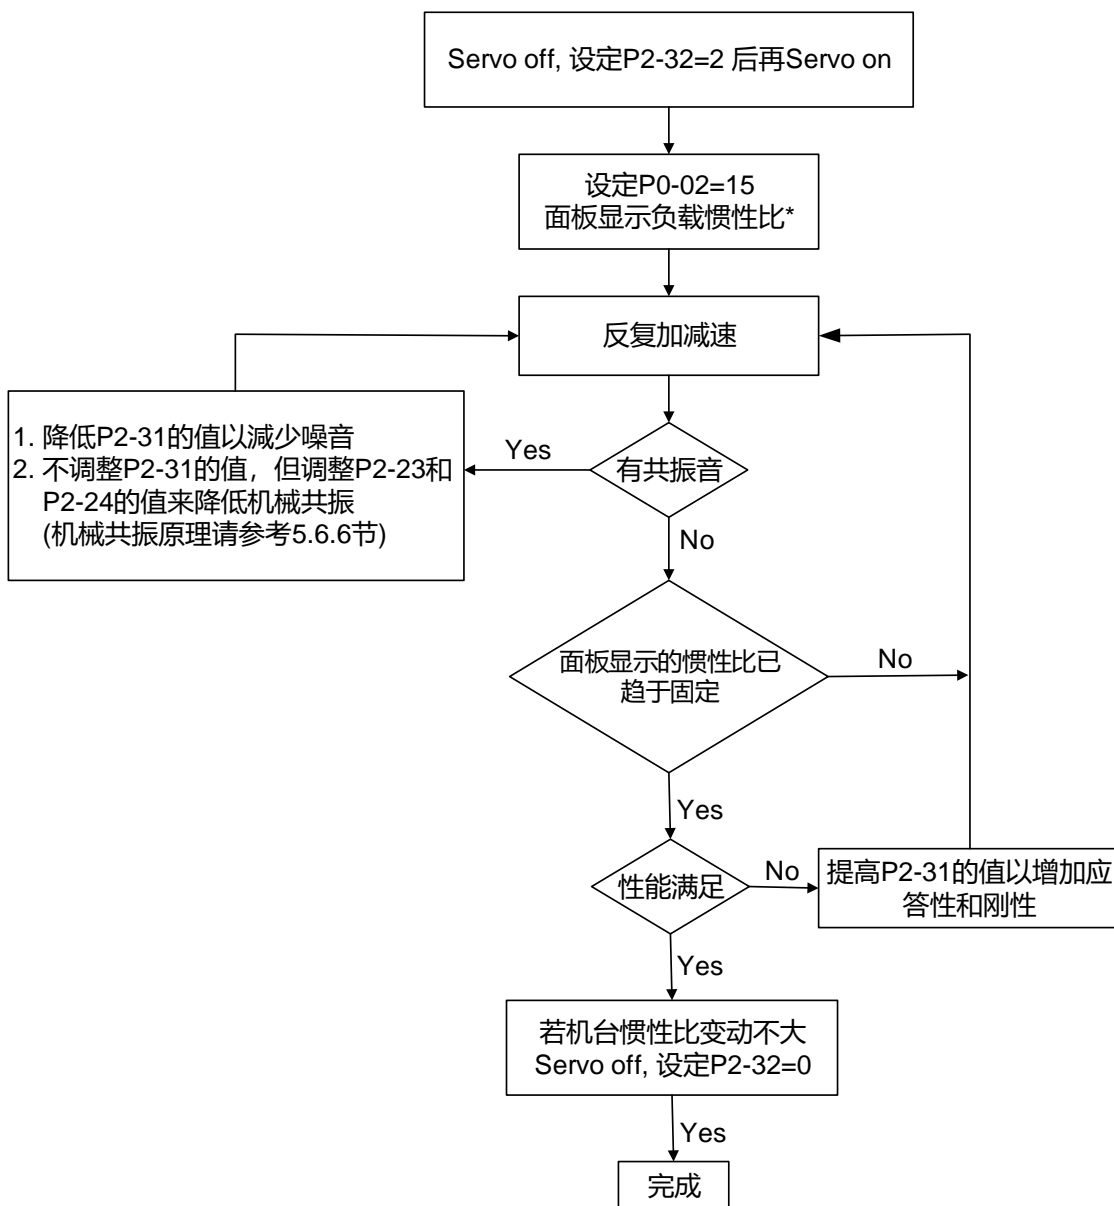 Servo off, 设定P2-32=2 后再Servo on
设定P0-02=15
面板显示负载惯性比*
反复加减速
1. 降低P2-31的值以減少噪音
2. 不调整P2-31的值，但调整P2-23和
P2-24的值来降低机械共振
(机械共振原理请参考5.6.6节)
Yes
有共振音
No
面板显示的惯性比已
趋于固定
No
Yes
性能满足
No
提高P2-31的值以增加应
答性和刚性
Yes
若机台惯性比变动不大
Servo off, 设定P2-32=0
Yes
完成